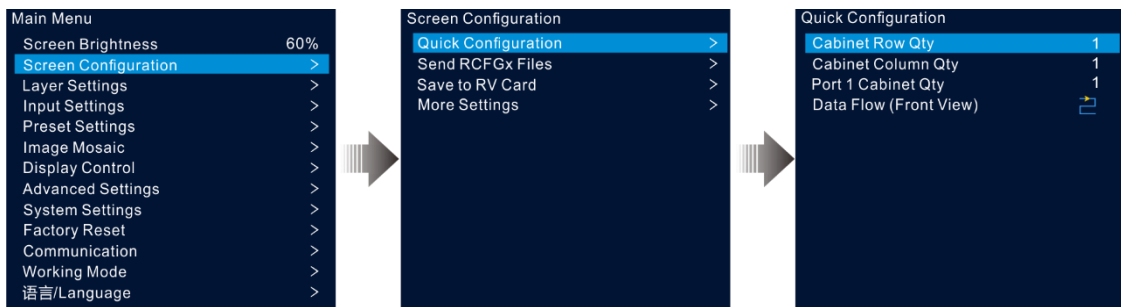 Main Menu
Screen Brightness 60%
Screen Configuration >
Layer Settings >
Input Settings >
Preset Settings >
Image Mosaic >
Display Control >
Advanced Settings >
System Settings >
Factory Reset >
Communication >
Working Mode >
语言/Language >
Screen Configuration
Quick Configuration >
Send RCFGx Files >
Save to RV Card >
More Settings >
Quick Configuration
Cabinet Row Qty 1
Cabinet Column Qty 1
Port 1 Cabinet Qty 1
Data Flow (Front View)